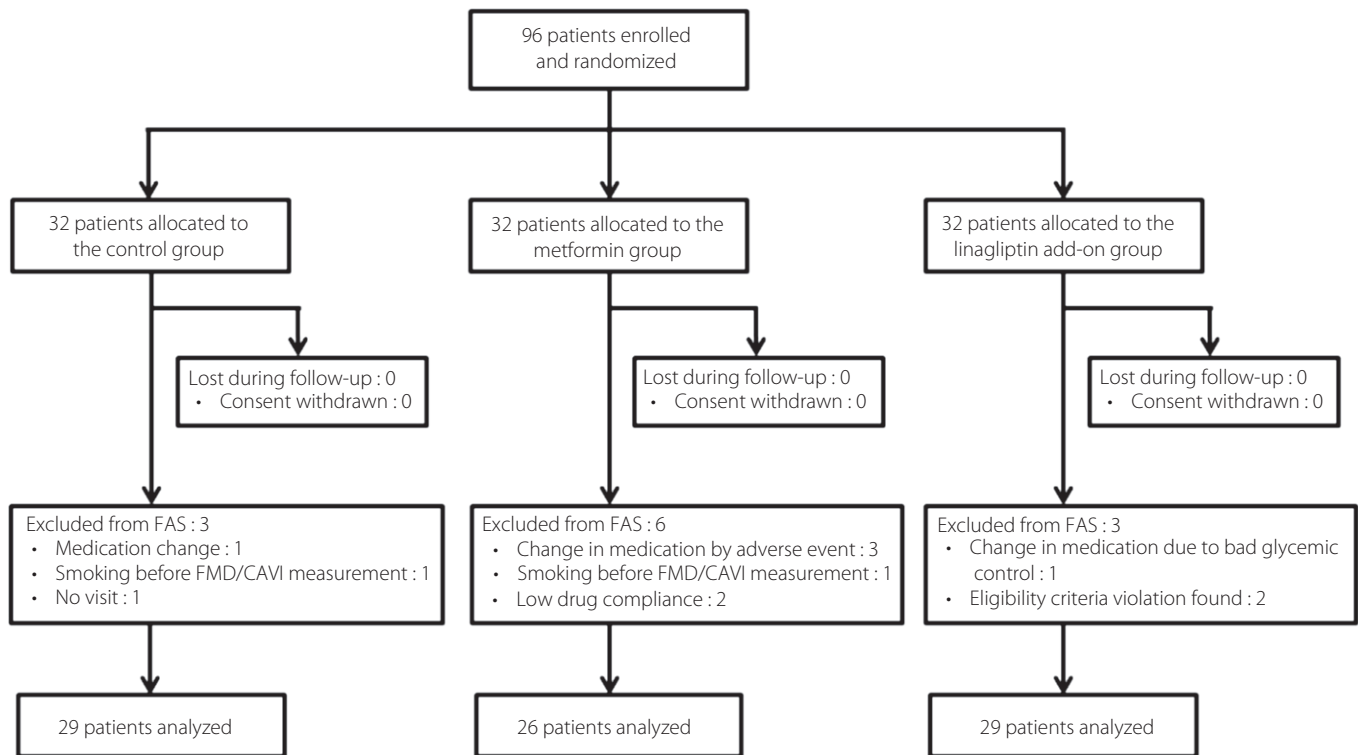 96 patients enrolled
and randomized
32 patients allocated to
the control group
32 patients allocated to the
metformin group
32 patients allocated to the
linagliptin add-on group
Lost during follow-up : 0
• Consent withdrawn : 0
Lost during follow-up : 0
• Consent withdrawn : 0
Lost during follow-up : 0
• Consent withdrawn : 0
Excluded from FAS : 3
• Medication change : 1
• Smoking before FMD/CAVI measurement : 1
• No visit : 1
Excluded from FAS : 6
• Change in medication by adverse event : 3
• Smoking before FMD/CAVI measurement : 1
• Low drug compliance : 2
Excluded from FAS : 3
• Change in medication due to bad glycemic
control : 1
• Eligibility criteria violation found : 2
29 patients analyzed
26 patients analyzed
29 patients analyzed